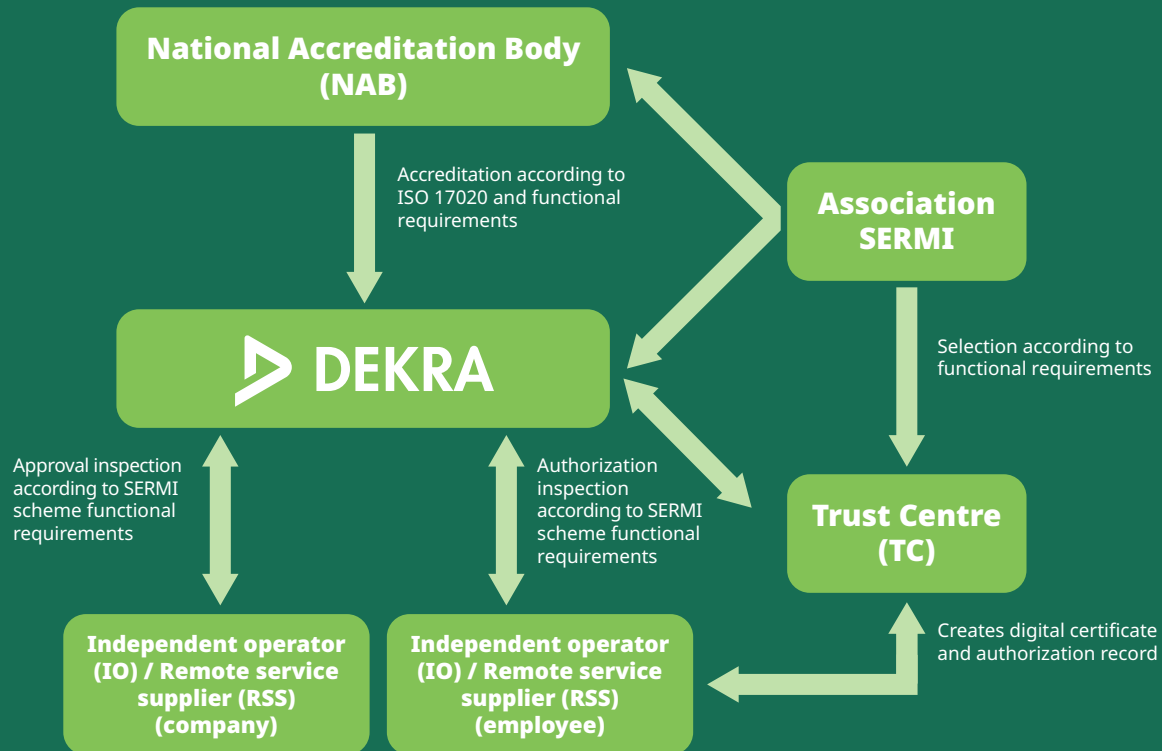 National Accreditation Body
(NAB)
Accreditation according to
ISO 17020 and functional
requirements
Association
SERMI
DEKRA
Selection according to
functional requirements
Approval inspection
according to SERMI
scheme functional
requirements
Authorization
inspection
according to SERMI
scheme functional
requirements
Trust Centre
(TC)
Independent operator
(IO) / Remote service
supplier (RSS)
(company)
Independent operator
(IO) / Remote service
supplier (RSS)
(employee)
Creates digital certificate
and authorization record